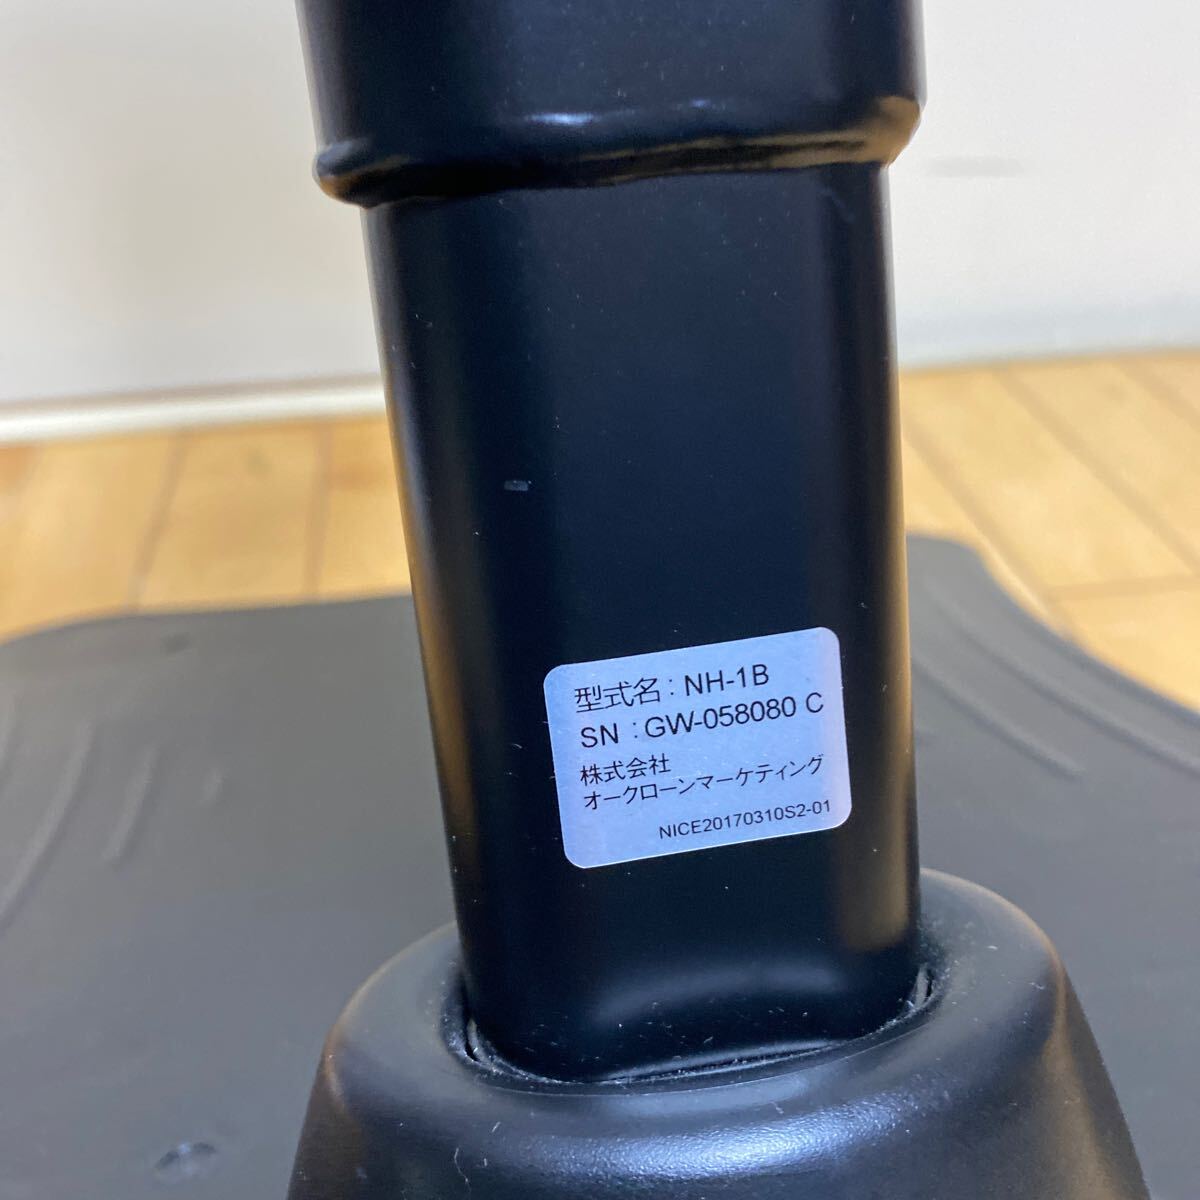 型式名：NH-1B
SN：GW-058080 C
株式会社
オークローンマーケティング
NICE20170310S2-01